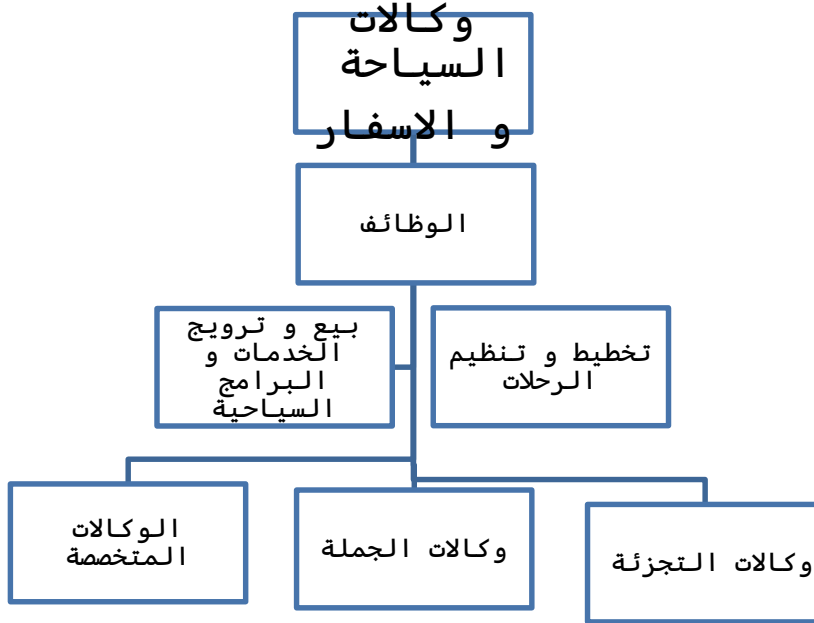 وكالات
السياحة
و الاسفار
الوظائف
تخطيط و تنظيم
الرحلات
بيع و ترويج
الخدمات و
البرامج
السياحية
وكالات التجزئة
وكالات الجملة
الوكالات
المتخصصة